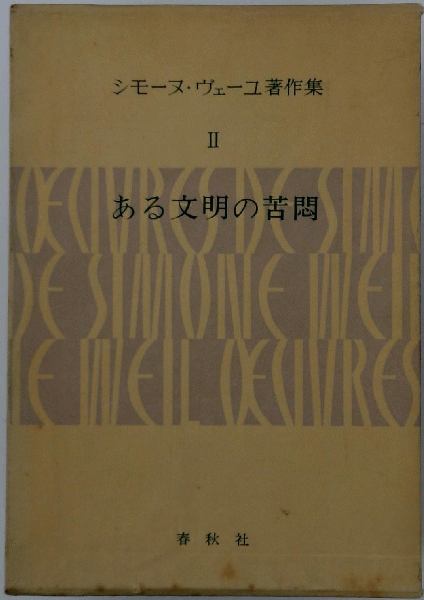 シモーヌ・ヴェーユ著作集
II
ある文明の苦悶
ŒUVRES DE SIMO
DE SIMONE WEIL
LE WEIL ŒUVRES
春秋社